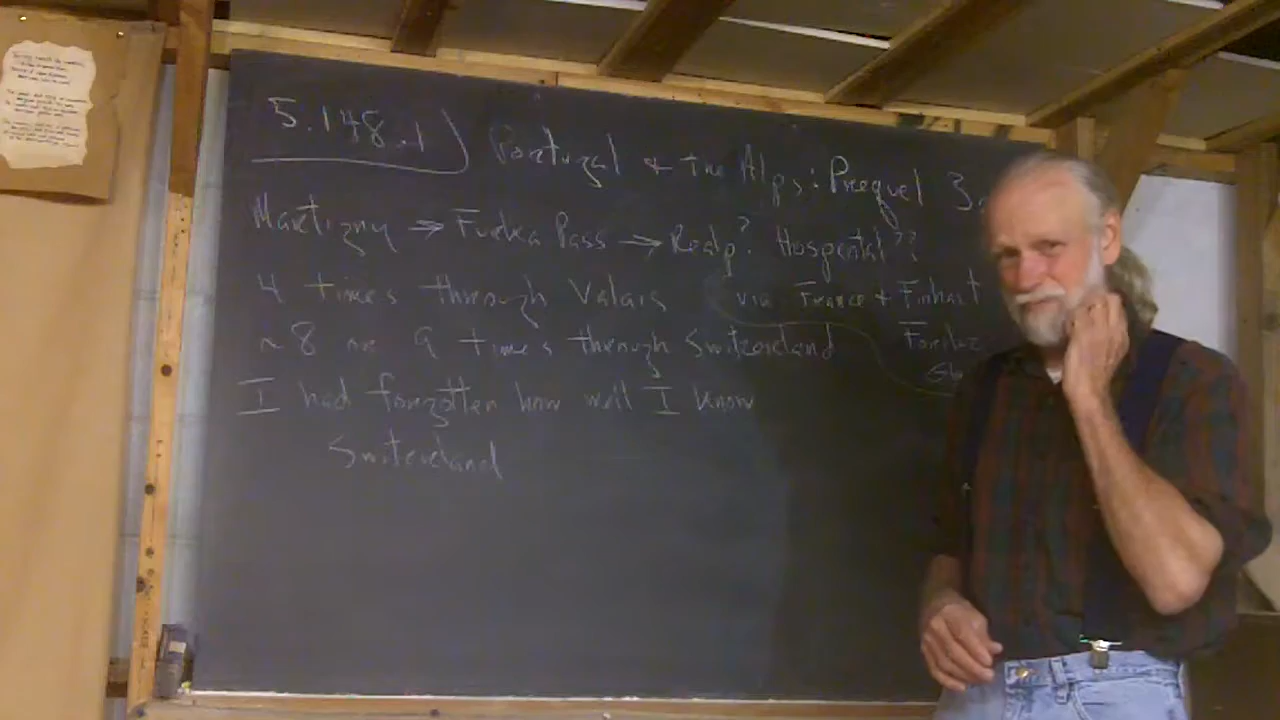 5.148.1) Portugal & the Alps: Prequel 3.
Martigny → Furka Pass → Realp? Hospental??
4 times through Valais via France & Finhaut
~8 or 9 times through Switzerland
I had forgotten how well I know
Switzerland